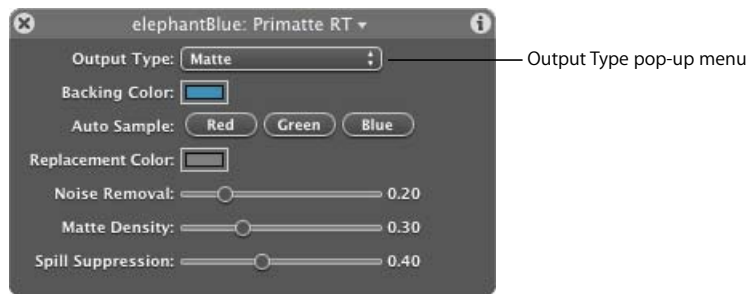 elephantBlue: Primatte RT
Output Type: Matte
Output Type pop-up menu
Backing Color:
Auto Sample: Red Green Blue
Replacement Color:
Noise Removal: 0.20
Matte Density: 0.30
Spill Suppression: 0.40